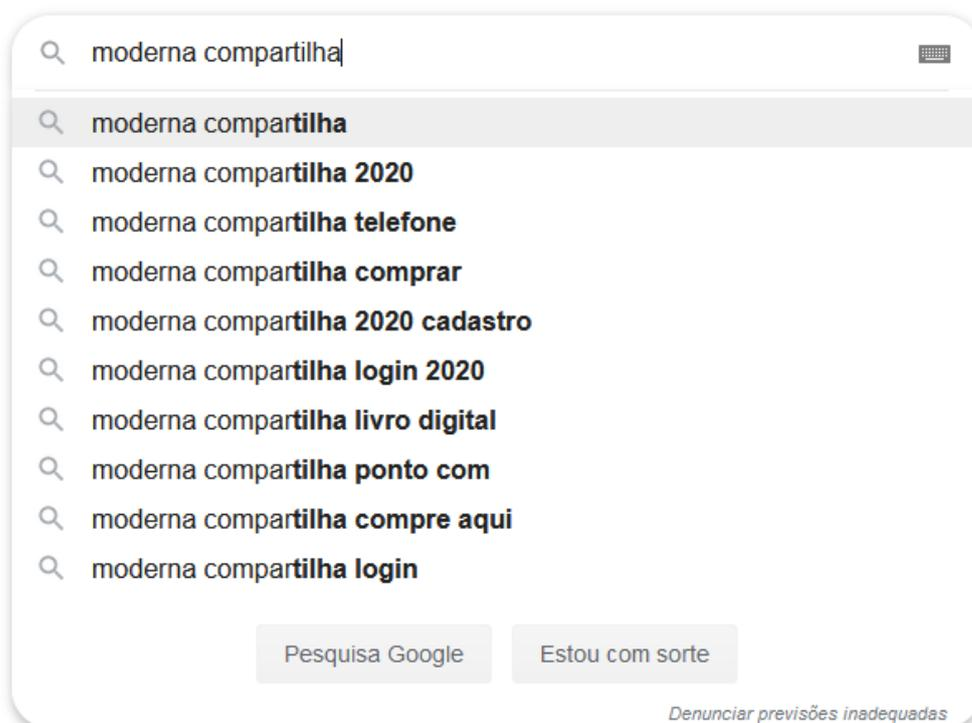 moderna compartilha
moderna compartilha
moderna compartilha 2020
moderna compartilha telefone
moderna compartilha comprar
moderna compartilha 2020 cadastro
moderna compartilha login 2020
moderna compartilha livro digital
moderna compartilha ponto com
moderna compartilha compre aqui
moderna compartilha login
Pesquisa Google Estou com sorte
Denunciar previsões inadequadas